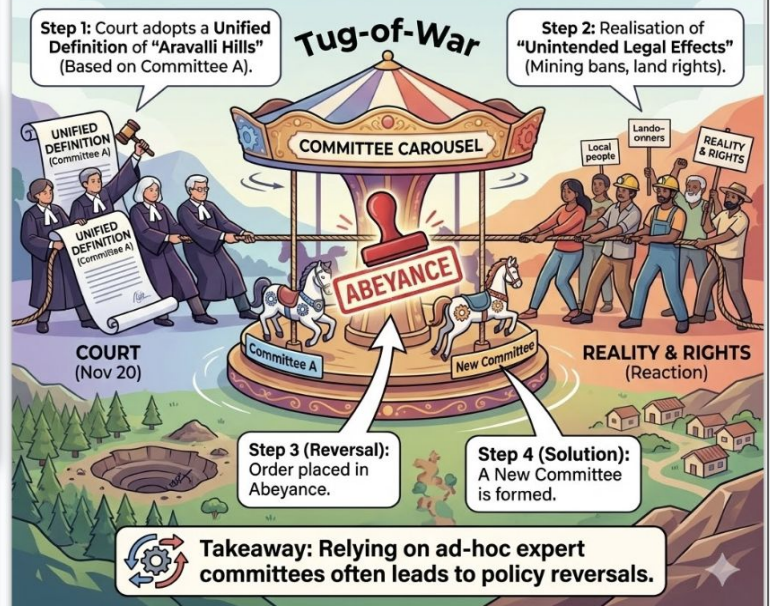 Tug-of-War
Step 1: Court adopts a Unified
Definition of “Aravalli Hills”
(Based on Committee A).
Step 2: Realisation of
“Unintended Legal Effects”
(Mining bans, land rights).
UNIFIED
DEFINITION
(Committee A)
UNIFIED
DEFINITION
(Committee A)
COMMITTEE CAROUSEL
Local
people
Lando-
onners
REALITY
& RIGHTS
ABEYANCE
Committee A
New Committee
COURT
(Nov 20)
REALITY & RIGHTS
(Reaction)
Step 3 (Reversal):
Order placed in
Abeyance.
Step 4 (Solution):
A New Committee
is formed.
Takeaway: Relying on ad-hoc expert
committees often leads to policy reversals.